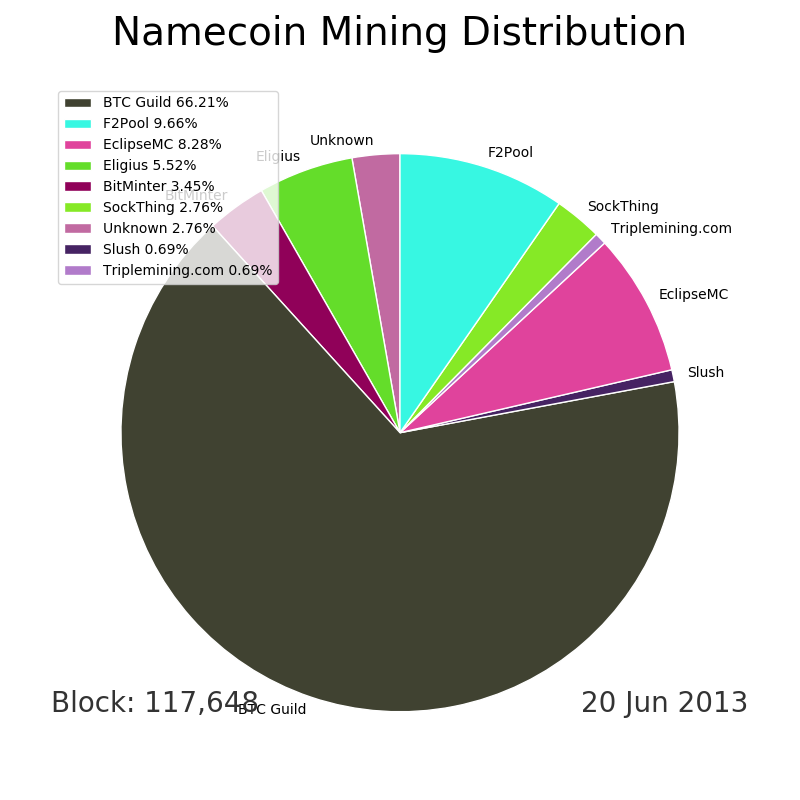 Namecoin Mining Distribution
BTC Guild 66.21%
F2Pool 9.66%
EclipseMC 8.28%
Eligius 5.52%
BitMinter 3.45%
SockThing 2.76%
Unknown 2.76%
Slush 0.69%
Triplemining.com 0.69%
Unknown
F2Pool
Eligius
BitMinter
SockThing
Triplemining.com
EclipseMC
Slush
BTC Guild
Block: 117,648
20 Jun 2013